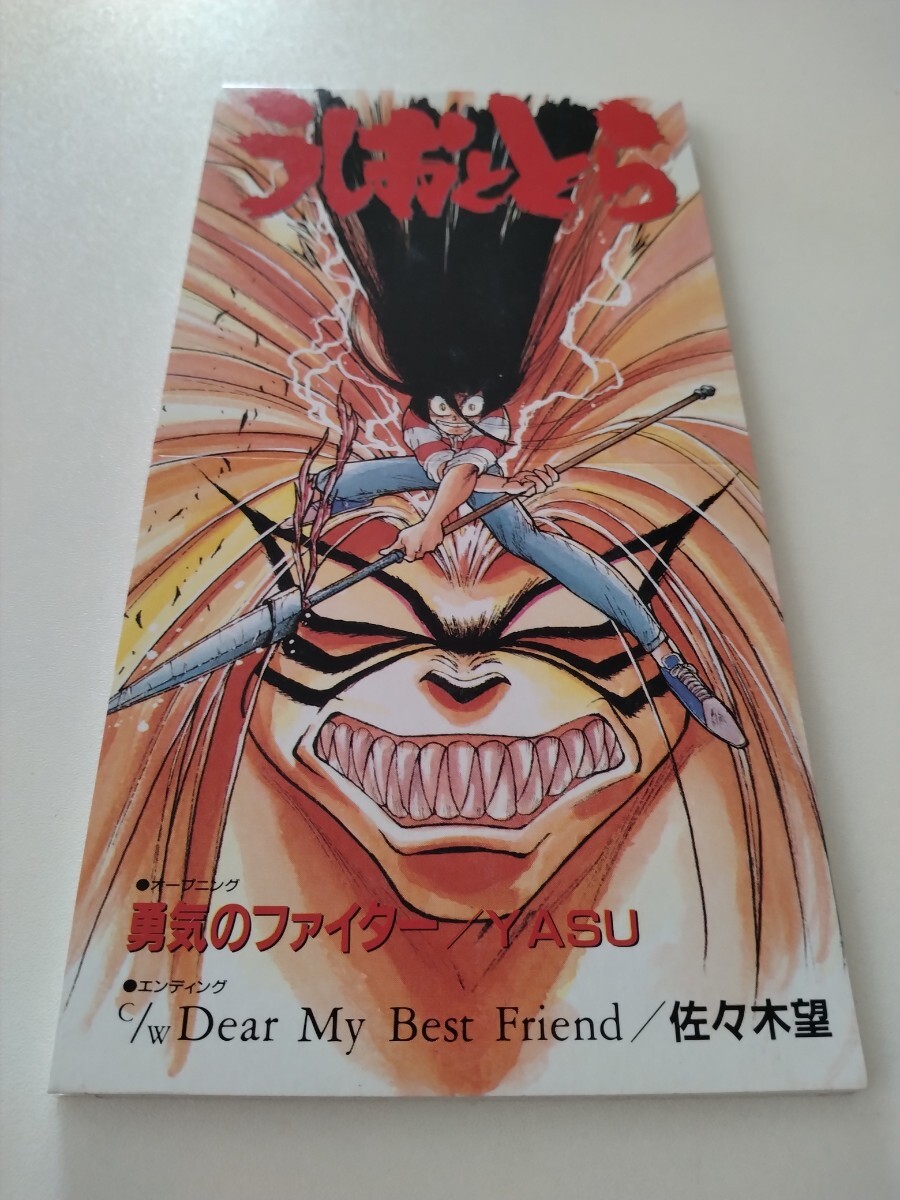 うしおととら
●オープニング
勇気のファイター/YASU
●エンディング
C/W Dear My Best Friend/佐々木望